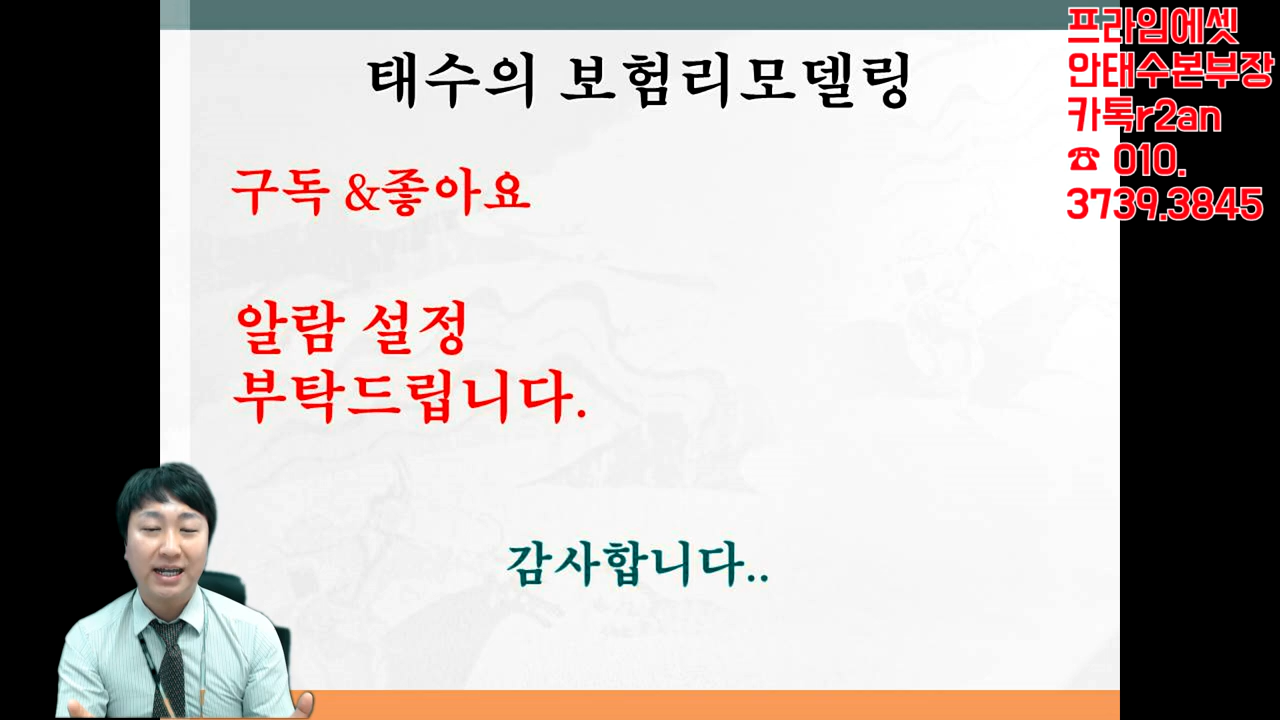 태수의 보험리모델링
구독 &좋아요
알람 설정
부탁드립니다.
감사합니다..
프라임에셋
안태수본부장
카톡r2an
☎ 010.
3739.3845